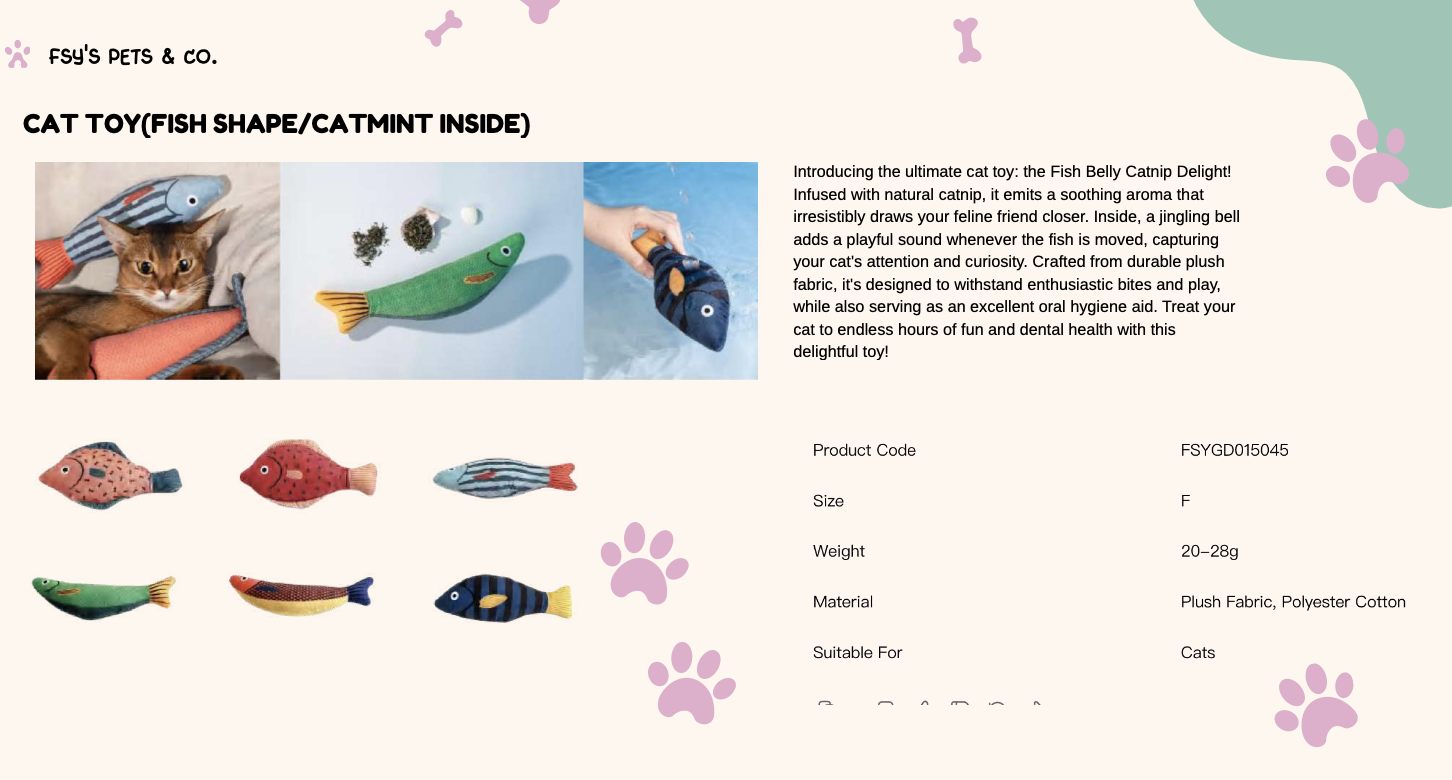 FSY'S PETS & CO.
CAT TOY(FISH SHAPE/CATMINT INSIDE)
Introducing the ultimate cat toy: the Fish Belly Catnip Delight!
Infused with natural catnip, it emits a soothing aroma that
irresistibly draws your feline friend closer. Inside, a jingling bell
adds a playful sound whenever the fish is moved, capturing
your cat's attention and curiosity. Crafted from durable plush
fabric, it's designed to withstand enthusiastic bites and play,
while also serving as an excellent oral hygiene aid. Treat your
cat to endless hours of fun and dental health with this
delightful toy!
Product Code FSYGD015045
Size F
Weight 20–28g
Material Plush Fabric, Polyester Cotton
Suitable For Cats